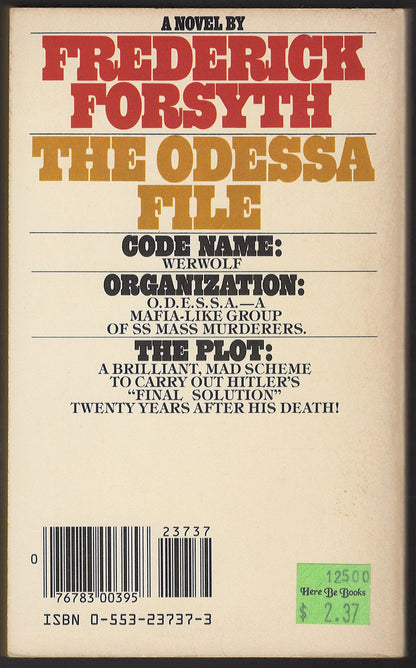 A NOVEL BY
FREDERICK
FORSYTH
THE ODESSA
FILE
CODE NAME:
WERWOLF
ORGANIZATION:
O.D.E.S.S.A.—A
MAFIA-LIKE GROUP
OF SS MASS MURDERERS.
THE PLOT:
A BRILLIANT, MAD SCHEME
TO CARRY OUT HITLER'S
“FINAL SOLUTION”
TWENTY YEARS AFTER HIS DEATH!
23737
0
76783 00395
ISBN 0-553-23737-3
12500
Here Be Books
$ 2.37